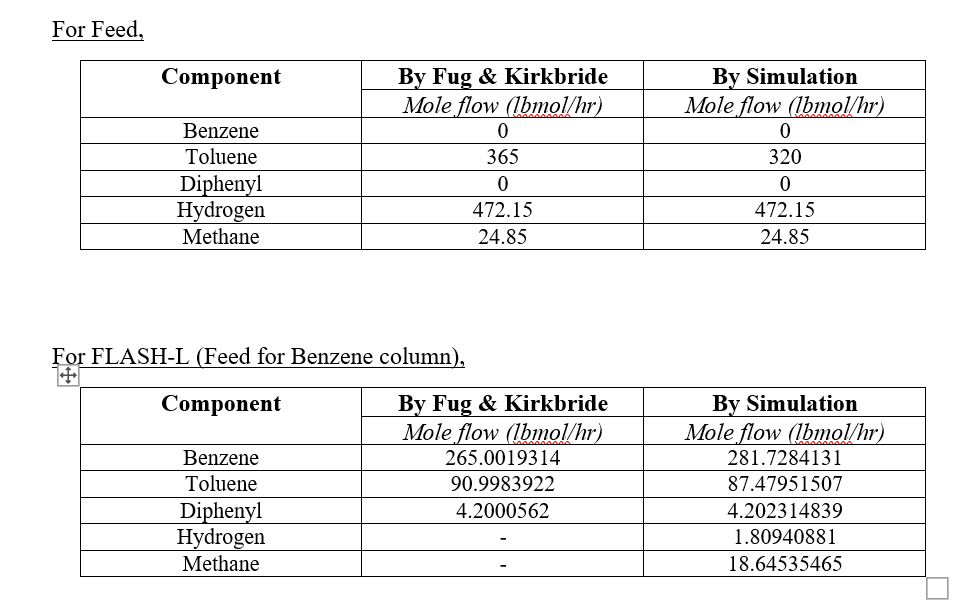 For Feed,
Component By Fug & Kirkbride By Simulation
Mole flow (lbmol/hr) Mole flow (lbmol/hr)
Benzene 0 0
Toluene 365 320
Diphenyl 0 0
Hydrogen 472.15 472.15
Methane 24.85 24.85
For FLASH-L (Feed for Benzene column),
Component By Fug & Kirkbride By Simulation
Mole flow (lbmol/hr) Mole flow (lbmol/hr)
Benzene 265.0019314 281.7284131
Toluene 90.9983922 87.47951507
Diphenyl 4.2000562 4.202314839
Hydrogen - 1.80940881
Methane - 18.64535465